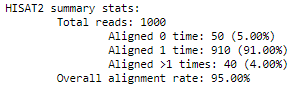 HISAT2 summary stats:
Total reads: 1000
Aligned 0 time: 50 (5.00%)
Aligned 1 time: 910 (91.00%)
Aligned >1 times: 40 (4.00%)
Overall alignment rate: 95.00%